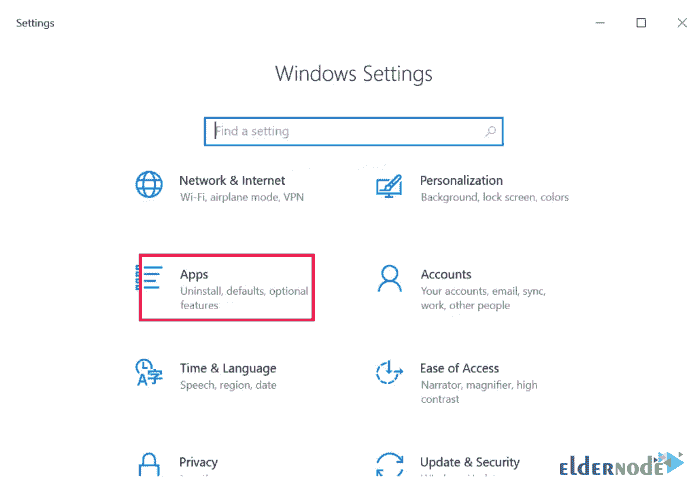 Settings
Windows Settings
Find a setting
Network & Internet
Wi-Fi, airplane mode, VPN
Personalization
Background, lock screen, colors
Apps
Uninstall, defaults, optional
features
Accounts
Your accounts, email, sync,
work, other people
Time & Language
Speech, region, date
Ease of Access
Narrator, magnifier, high
contrast
Privacy
Update & Security
ELDERNODE